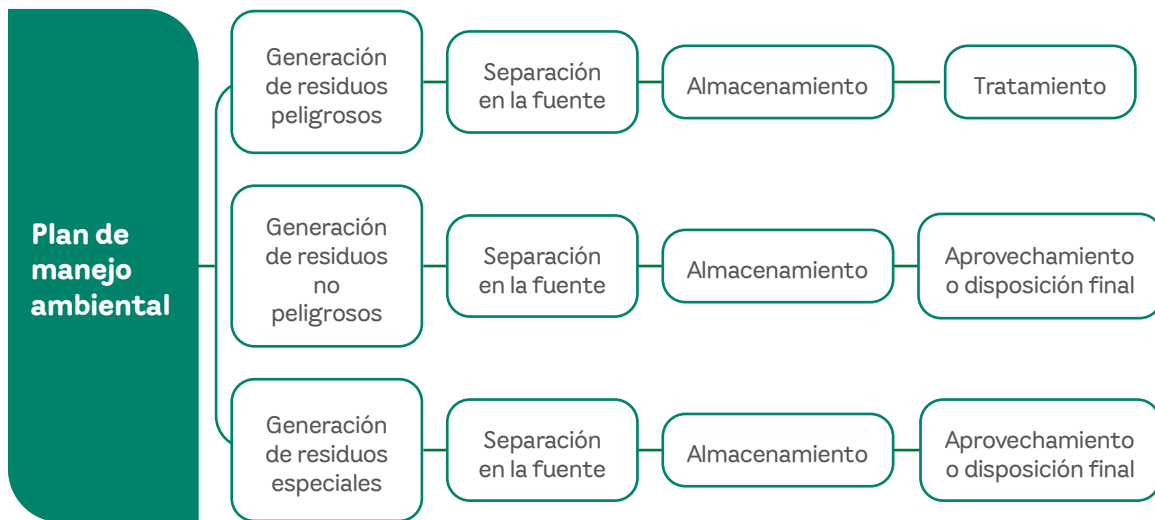 Plan de
manejo
ambiental
Generación
de residuos
peligrosos
Separación
en la fuente
Almacenamiento
Tratamiento
Generación
de residuos
no
peligrosos
Separación
en la fuente
Almacenamiento
Aprovechamiento
o disposición final
Generación
de residuos
especiales
Separación
en la fuente
Almacenamiento
Aprovechamiento
o disposición final